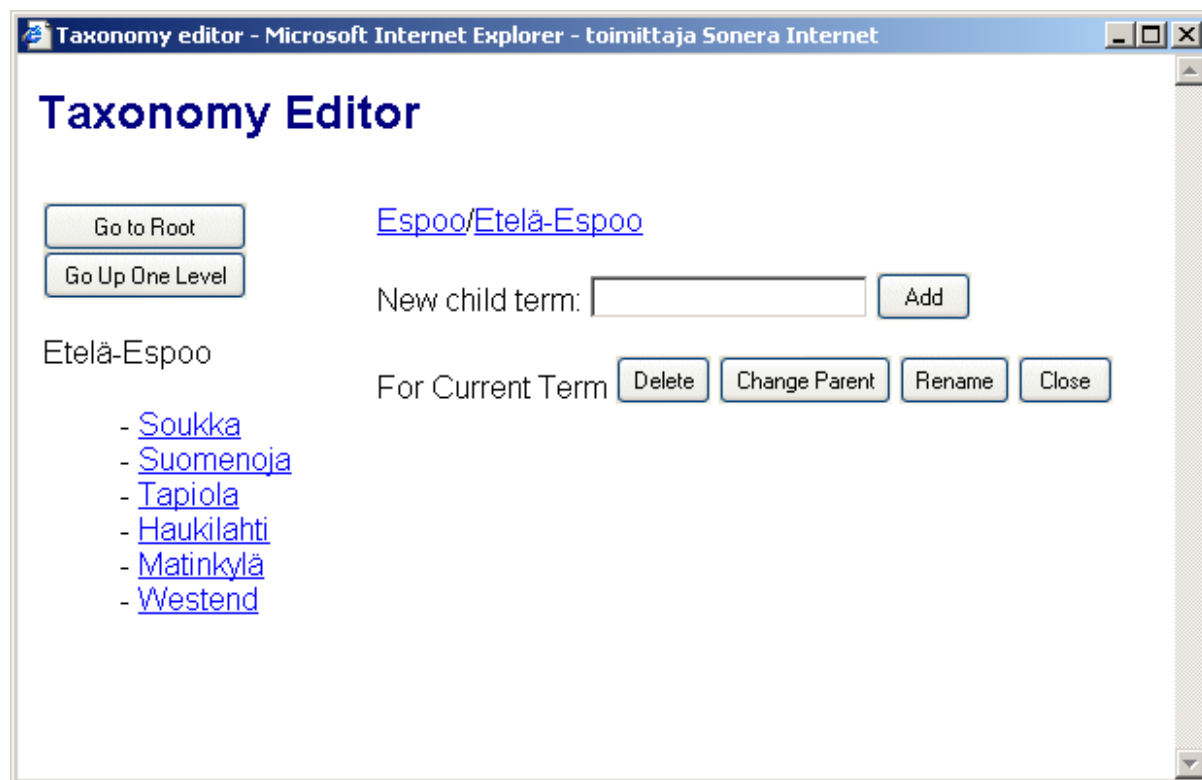 Taxonomy editor - Microsoft Internet Explorer - toimittaja Sonera Internet
Taxonomy Editor
Go to Root
Go Up One Level
Etelä-Espoo
- Soukka
- Suomenoja
- Tapiola
- Haukilahti
- Matinkylä
- Westend
Espoo/Etelä-Espoo
New child term: Add
For Current Term Delete Change Parent Rename Close